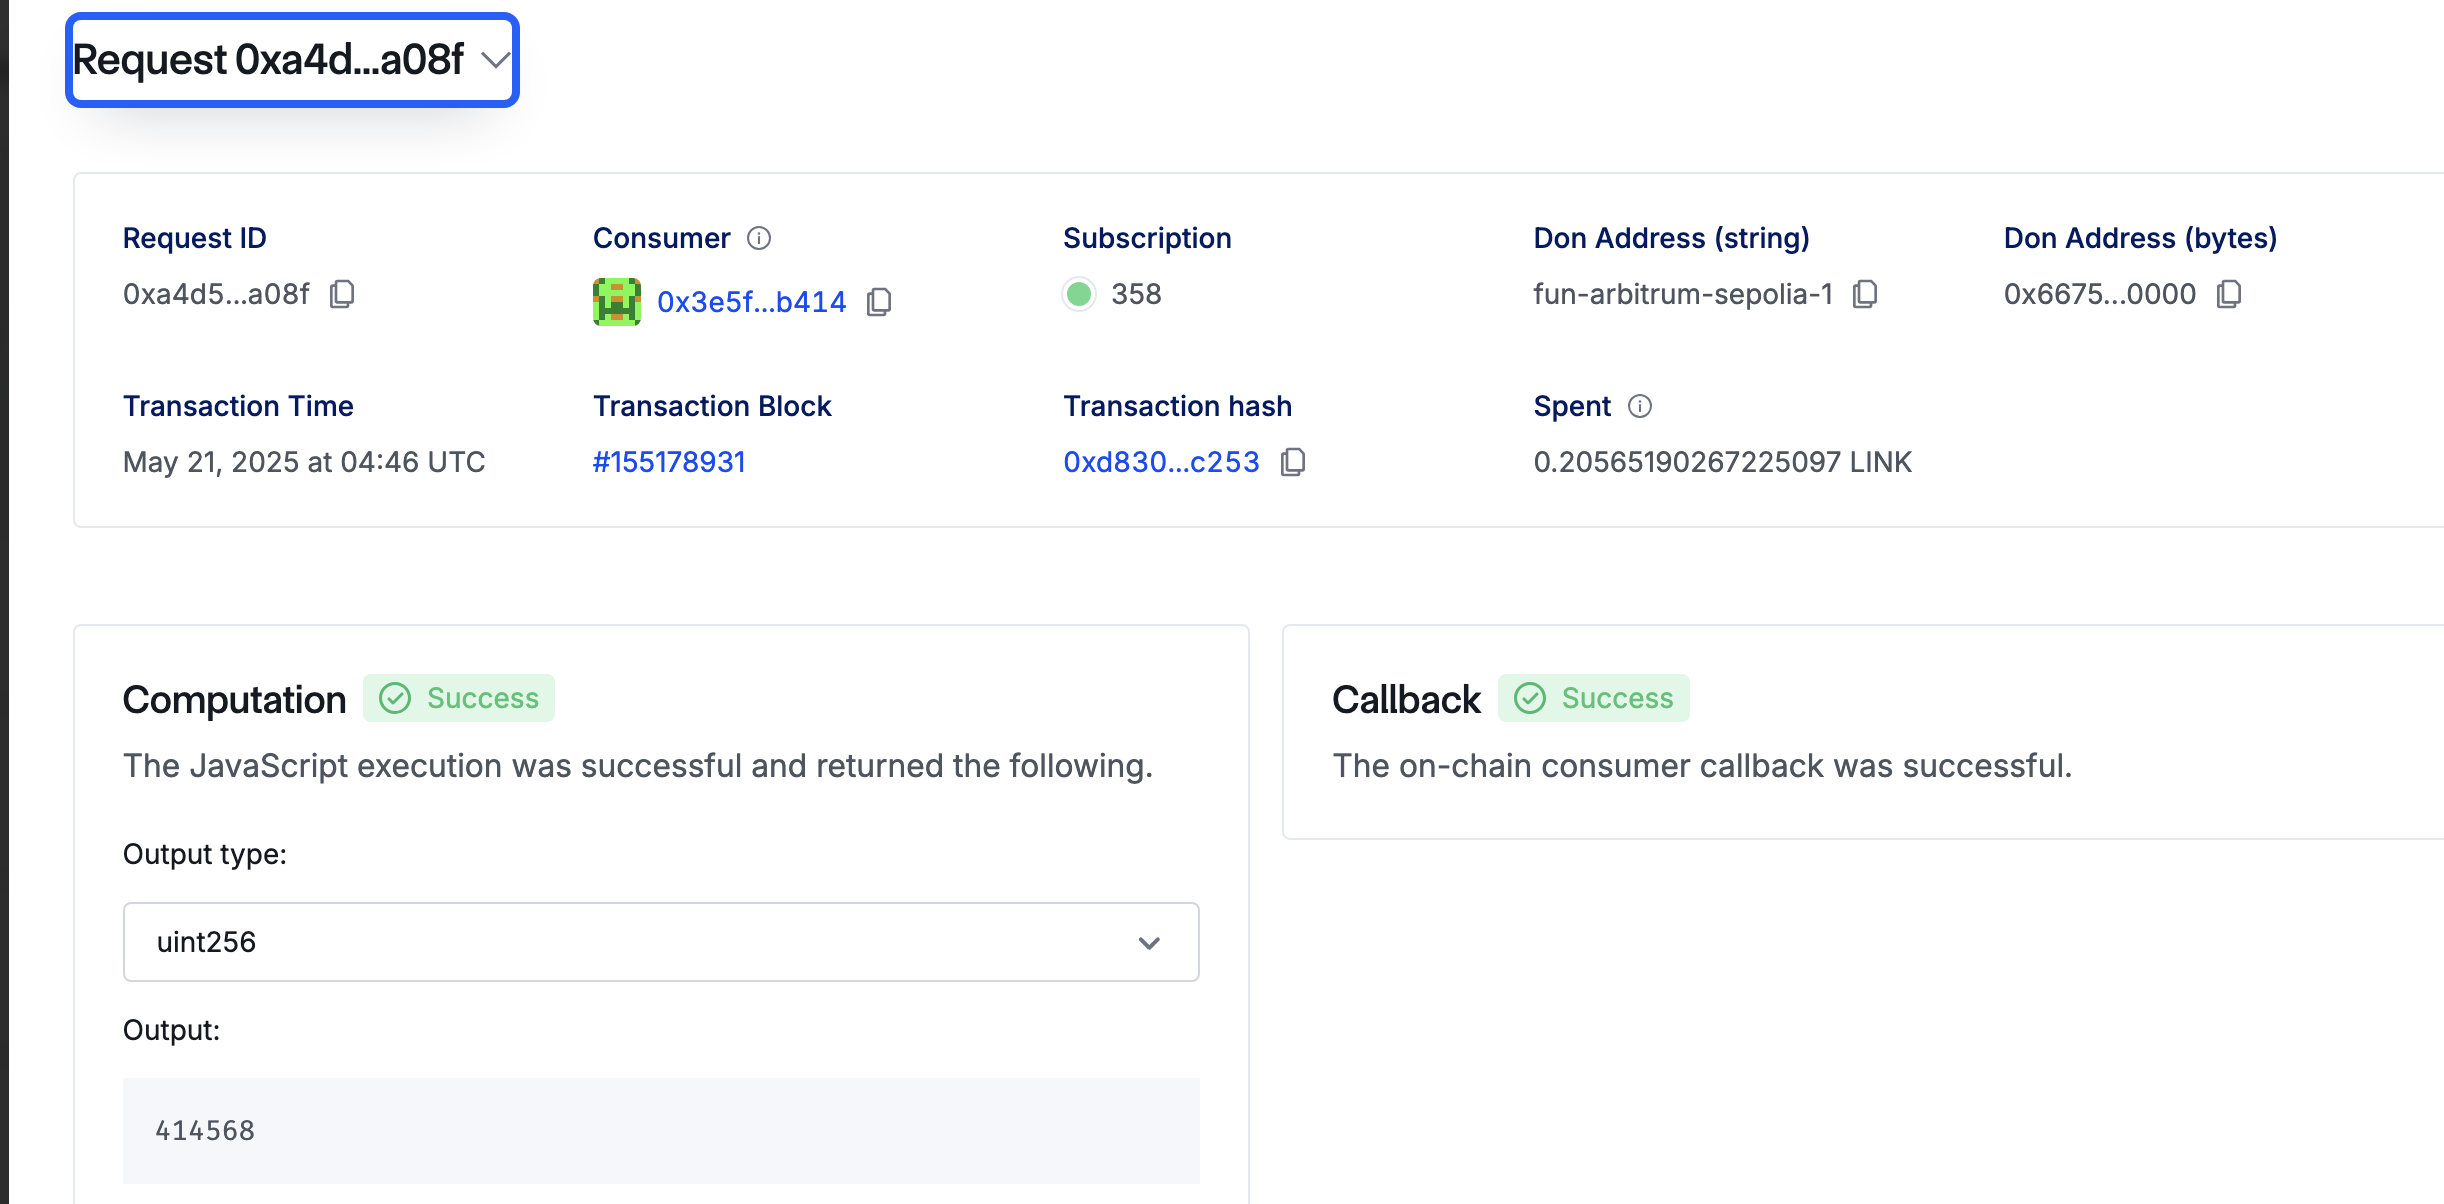 Request 0xa4d...a08f
Request ID
0xa4d5...a08f
Consumer
0x3e5f...b414
Subscription
358
Don Address (string)
fun-arbitrum-sepolia-1
Don Address (bytes)
0x6675...0000
Transaction Time
May 21, 2025 at 04:46 UTC
Transaction Block
#155178931
Transaction hash
0xd830...c253
Spent
0.20565190267225097 LINK
Computation
Success
The JavaScript execution was successful and returned the following.
Output type:
uint256
Output:
414568
Callback
Success
The on-chain consumer callback was successful.